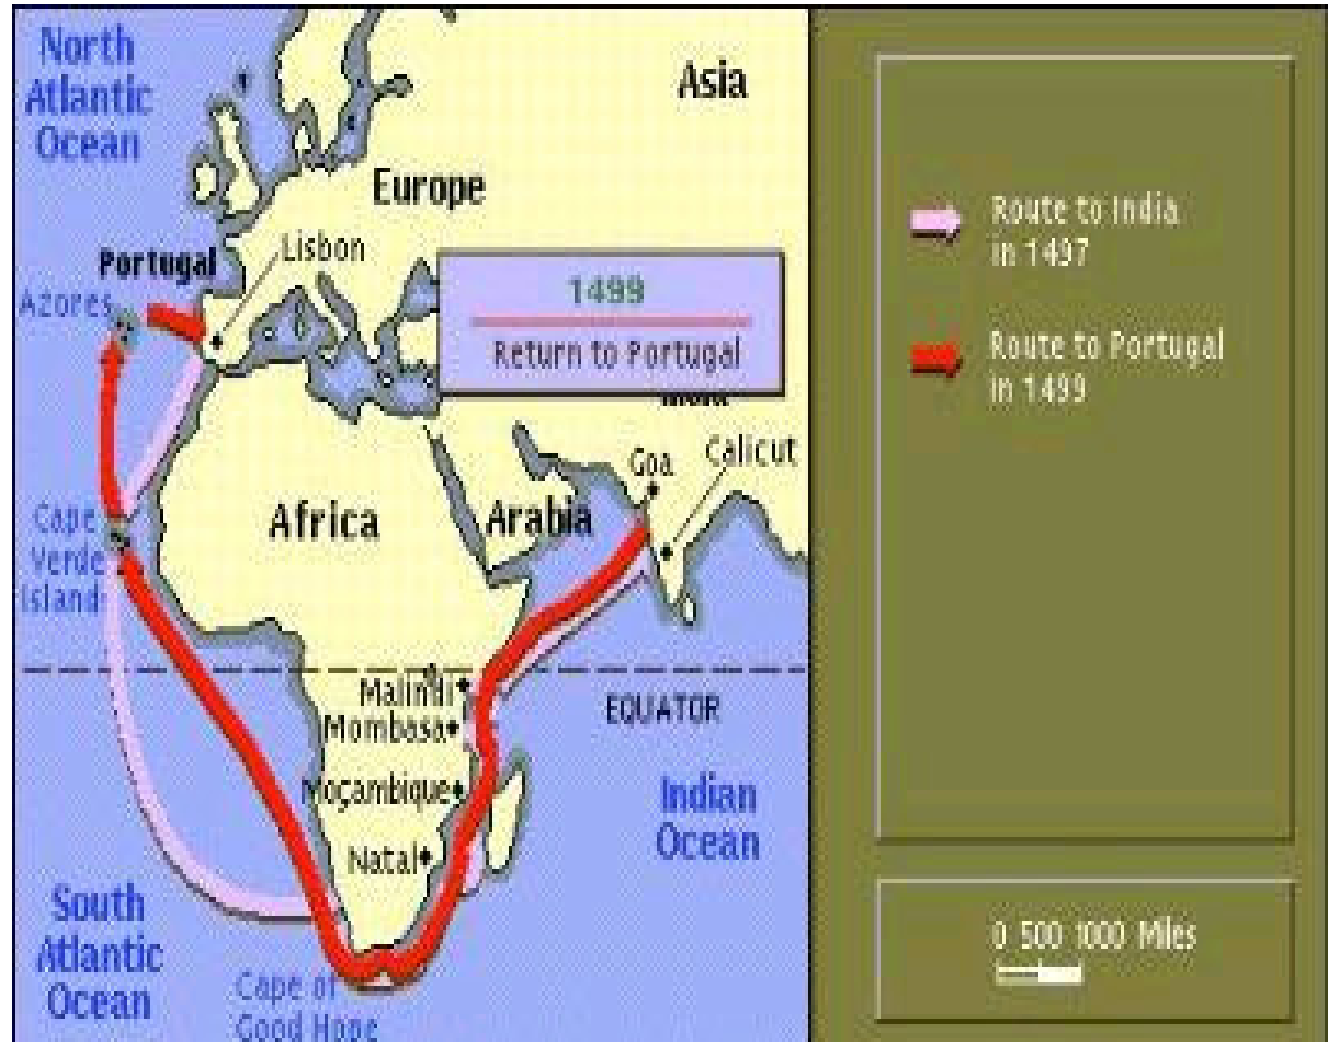 North
Atlantic
Ocean
Asia
Europe
Portugal
Lisbon
Azores
1499
Return to Portugal
Goa
Calicut
Cape
Verde
Island
Africa
Arabia
Malindi
Mombasa
EQUATOR
Moçambique
Natal
Indian
Ocean
South
Atlantic
Ocean
Cape of
Good Hope
Route to India
in 1497
Route to Portugal
in 1499
0 500 1000 Miles